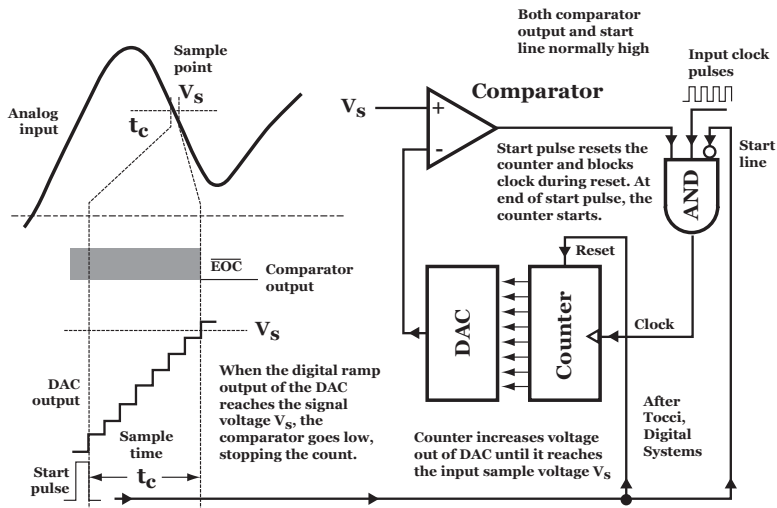 Both comparator
output and start
line normally high
Sample
point
Input clock
pulses
Vs
Analog
input
tc
Vs
Comparator
+
-
Start pulse resets the
counter and blocks
clock during reset. At
end of start pulse, the
counter starts.
Start
line
AND
EOC
Comparator
output
Reset
DAC
Counter
Clock
Vs
DAC
output
When the digital ramp
output of the DAC
reaches the signal
voltage Vs, the
comparator goes low,
stopping the count.
After
Tocci,
Digital
Systems
Counter increases voltage
out of DAC until it reaches
the input sample voltage Vs
Sample
time
tc
Start
pulse